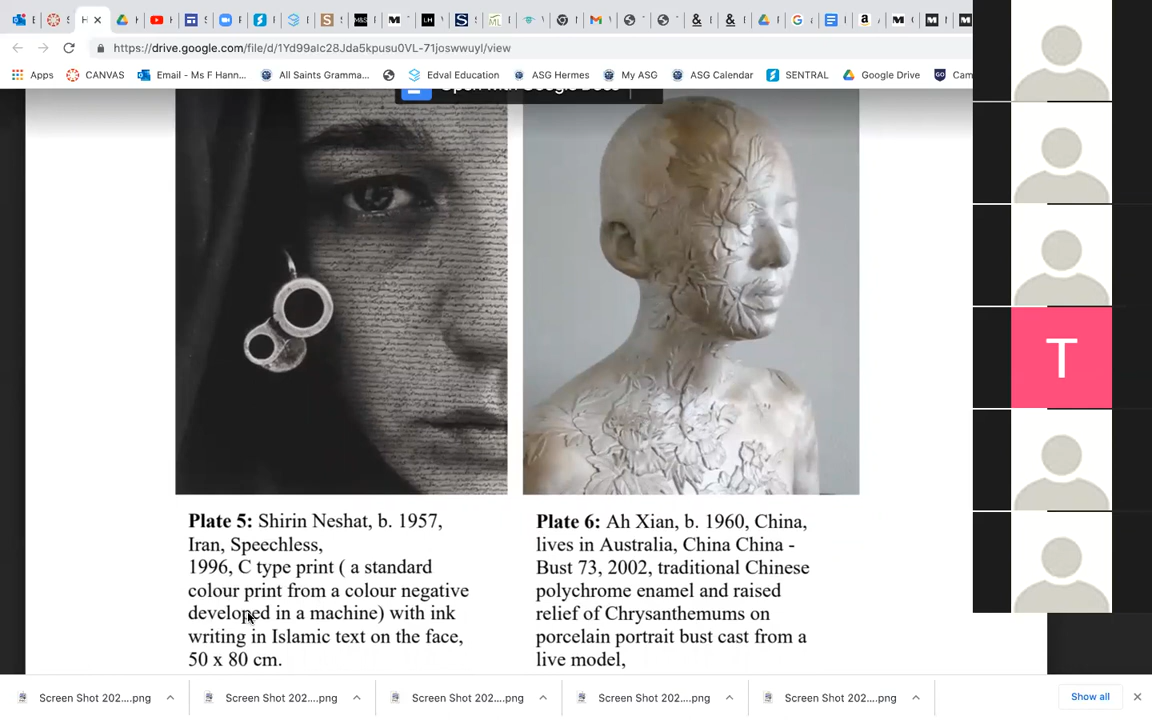 https://drive.google.com/file/d/1Yd99alc28Jda5kpusu0VL-71joswwuyl/view
Apps
CANVAS
Email - Ms F Hann...
All Saints Gramma...
Edval Education
ASG Hermes
My ASG
ASG Calendar
SENTRAL
Google Drive
Cam
Open with Google Docs
T
Plate 5: Shirin Neshat, b. 1957,
Iran, Speechless,
1996, C type print ( a standard
colour print from a colour negative
developed in a machine) with ink
writing in Islamic text on the face,
50 x 80 cm.
Plate 6: Ah Xian, b. 1960, China,
lives in Australia, China China -
Bust 73, 2002, traditional Chinese
polychrome enamel and raised
relief of Chrysanthemums on
porcelain portrait bust cast from a
live model,
Screen Shot 202....png
Screen Shot 202....png
Screen Shot 202....png
Screen Shot 202....png
Screen Shot 202....png
Show all